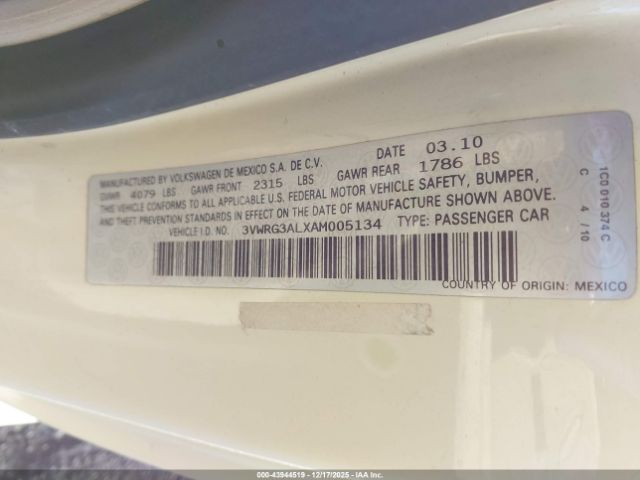 MANUFACTURED BY VOLKSWAGEN DE MEXICO S.A. DE C.V. DATE 03.10
GVWR 4079 LBS GAWR FRONT 2315 LBS GAWR REAR 1786 LBS
VEHICLE CONFORMS TO ALL APPLICABLE U.S. FEDERAL MOTOR VEHICLE SAFETY, BUMPER,
AND THEFT PREVENTION STANDARDS IN EFFECT ON THE DATE OF MANUFACTURE SHOWN ABOVE.
VEHICLE I.D. NO. 3VWRG3ALXAM005134 TYPE: PASSENGER CAR
COUNTRY OF ORIGIN: MEXICO
1C0 010 374 C
C 4 / 10
000-43944519 - 12/17/2025 - IAA Inc.